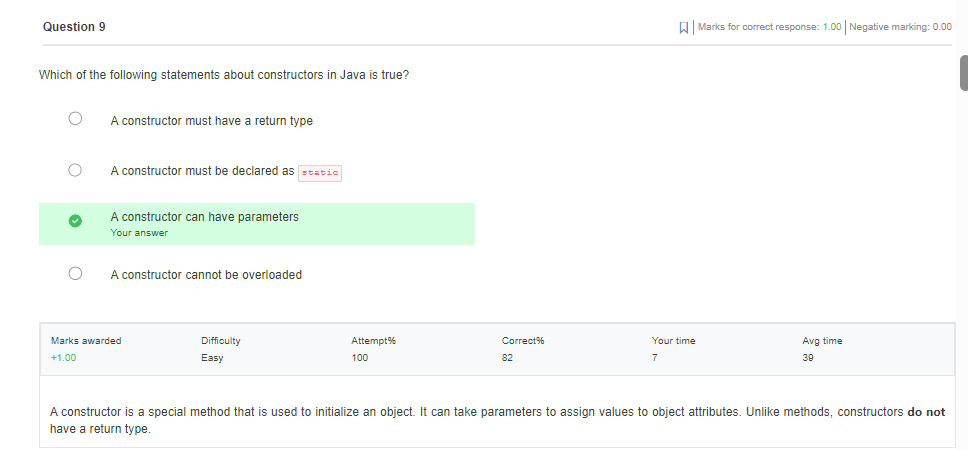 Question 9
Marks for correct response: 1.00 | Negative marking: 0.00
Which of the following statements about constructors in Java is true?
A constructor must have a return type
A constructor must be declared as static
A constructor can have parameters
Your answer
A constructor cannot be overloaded
Marks awarded Difficulty Attempt% Correct% Your time Avg time
+1.00 Easy 100 82 7 39
A constructor is a special method that is used to initialize an object. It can take parameters to assign values to object attributes. Unlike methods, constructors do not
have a return type.